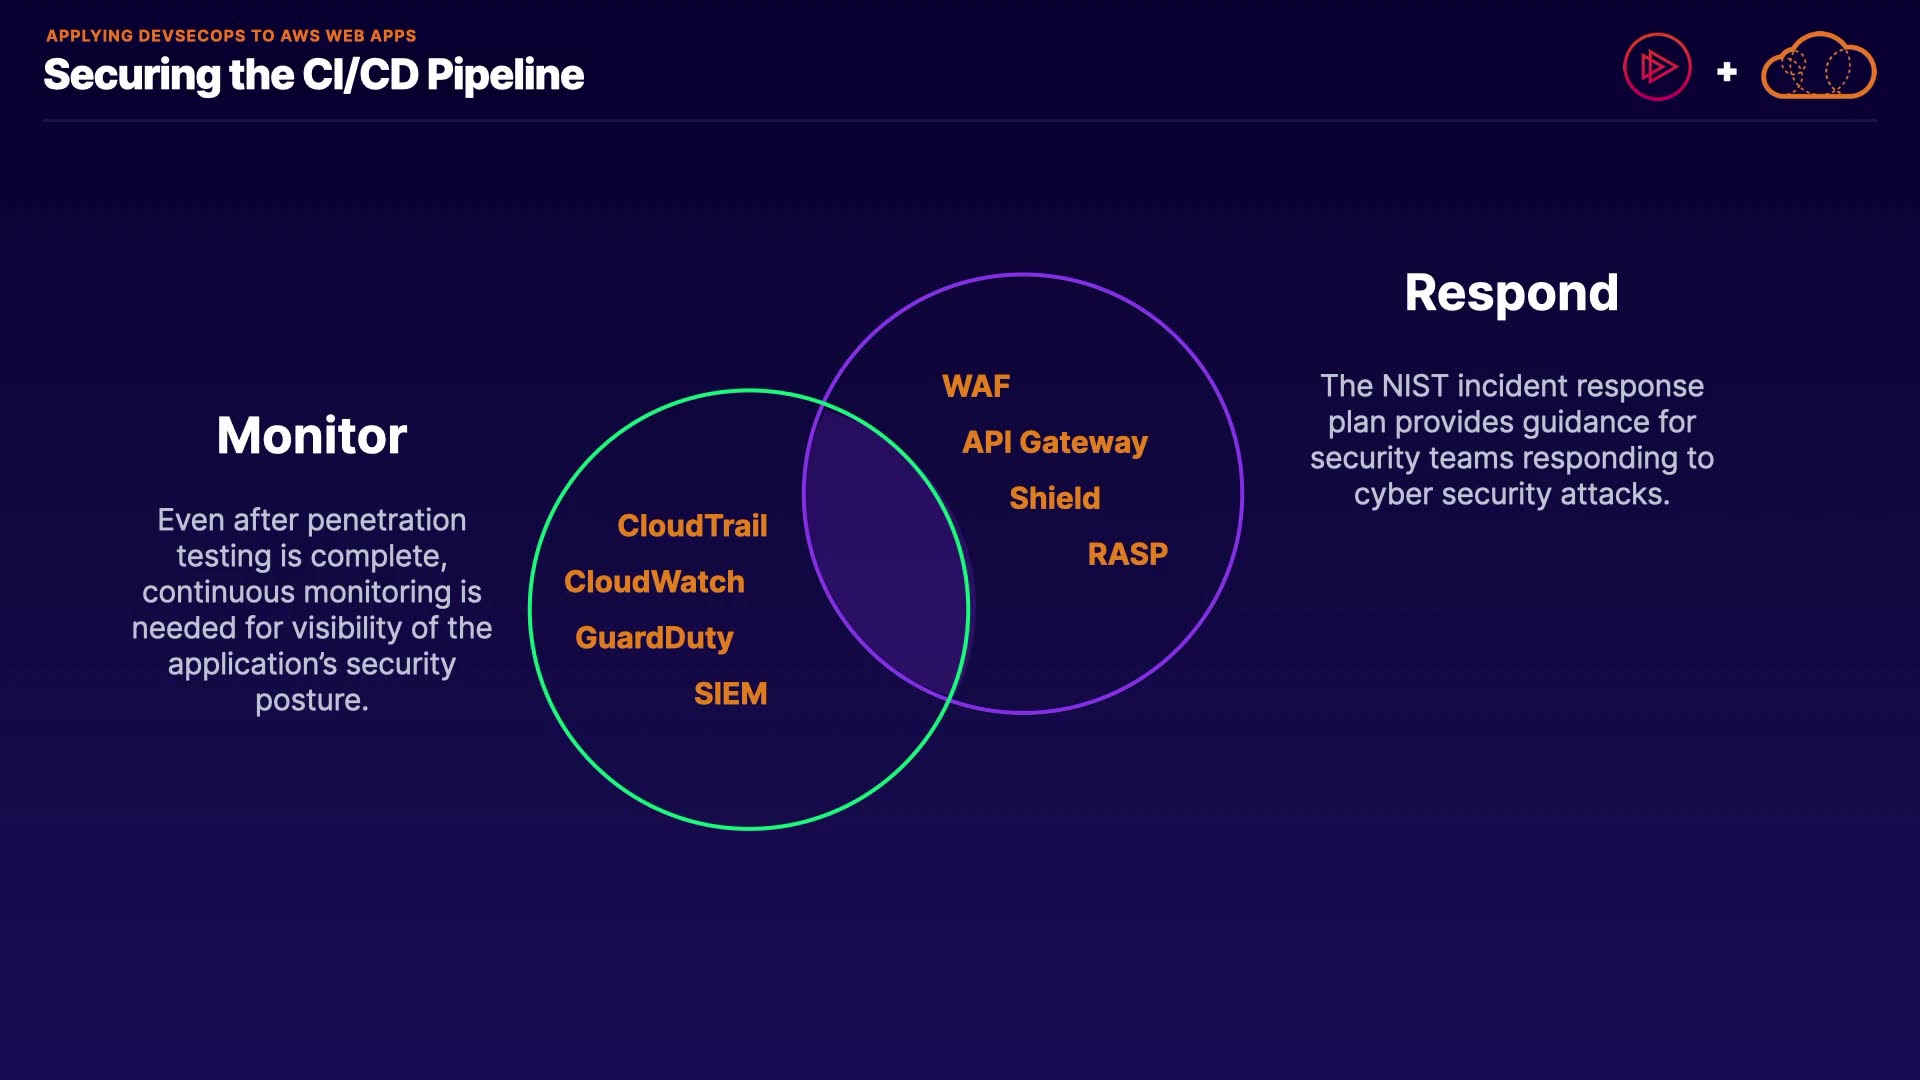 APPLYING DEVSECOPS TO AWS WEB APPS
Securing the CI/CD Pipeline
+
Monitor
Even after penetration
testing is complete,
continuous monitoring is
needed for visibility of the
application’s security
posture.
CloudTrail
CloudWatch
GuardDuty
SIEM
WAF
API Gateway
Shield
RASP
Respond
The NIST incident response
plan provides guidance for
security teams responding to
cyber security attacks.